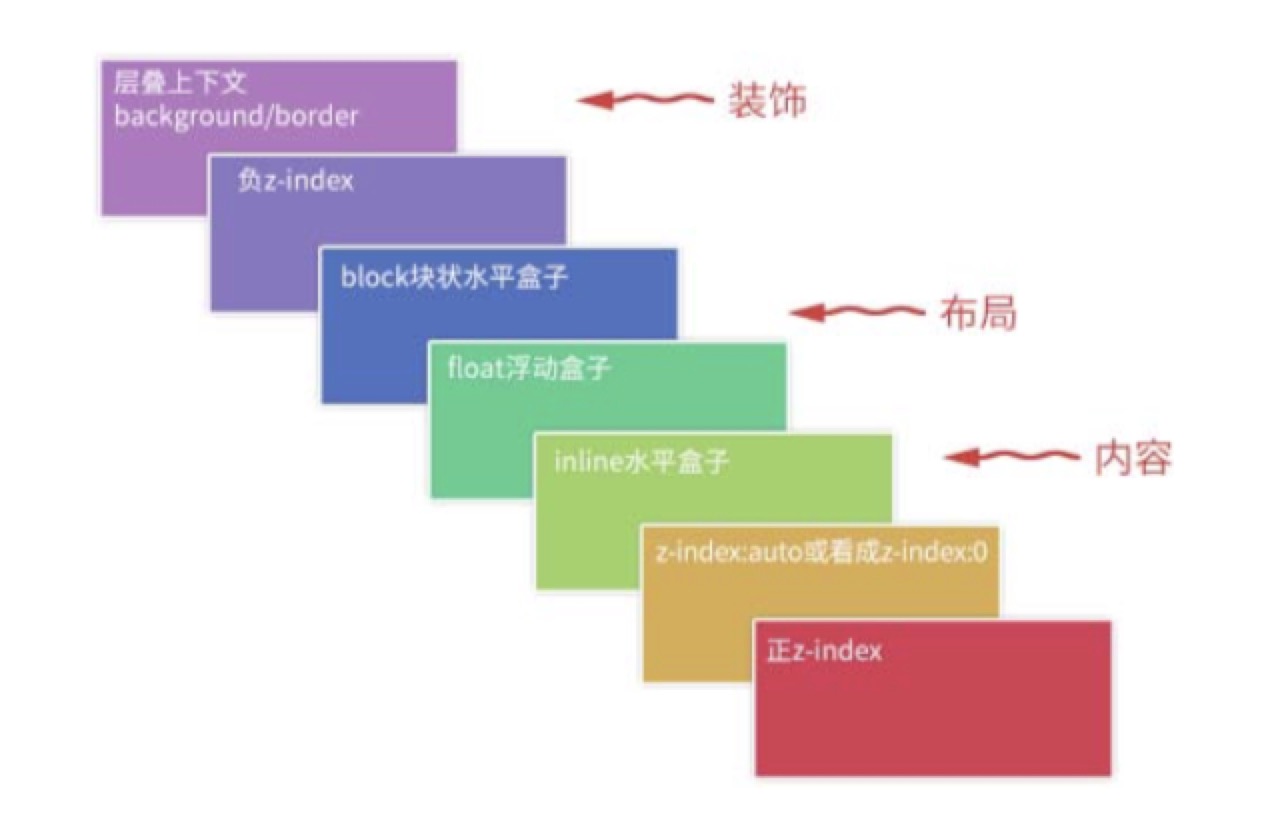 层叠上下文
background/border
装饰
负z-index
block块状水平盒子
布局
float浮动盒子
inline水平盒子
内容
z-index:auto或看成z-index:0
正z-index